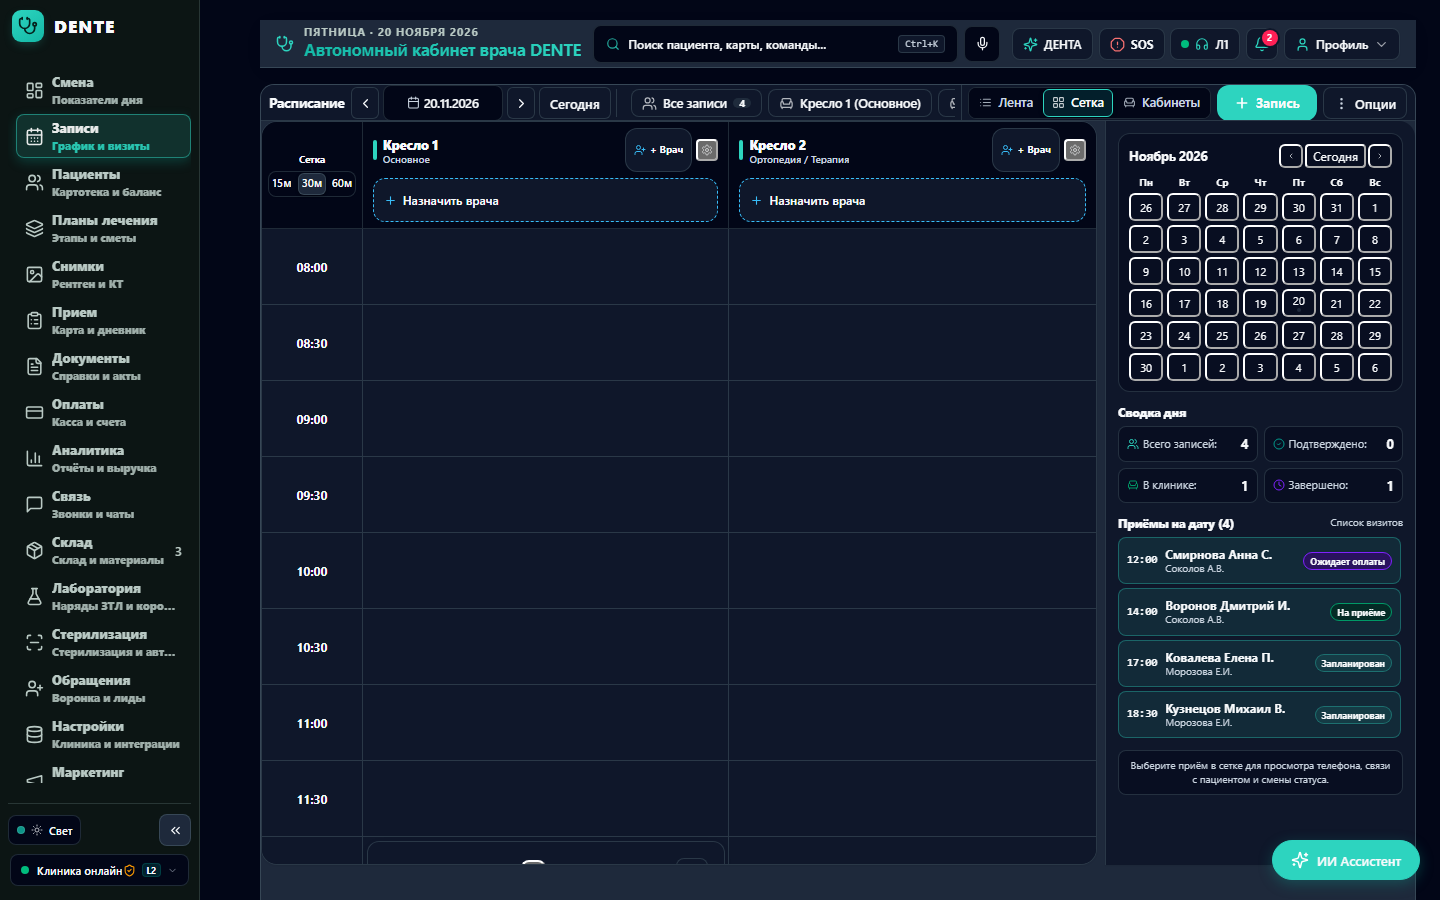 DENTE
Смена
Показатели дня
Записи
График и визиты
Пациенты
Картотека и баланс
Планы лечения
Этапы и сметы
Снимки
Рентген и КТ
Прием
Карта и дневник
Документы
Справки и акты
Оплаты
Касса и счета
Аналитика
Отчёты и выручка
Связь
Звонки и чаты
Склад
Склад и материалы
3
Лаборатория
Наряды ЗТЛ и коро...
Стерилизация
Стерилизация и авт...
Обращения
Воронка и лиды
Настройки
Клиника и интеграции
Маркетинг
Свет
Клиника онлайн L2
ПЯТНИЦА · 20 НОЯБРЯ 2026
Автономный кабинет врача DENTE
Поиск пациента, карты, команды...
Ctrl+K
ДЕНТА
SOS
Л1
2
Профиль
Расписание
20.11.2026
Сегодня
Все записи 4
Кресло 1 (Основное)
Лента
Сетка
Кабинеты
+ Запись
Опции
Сетка
15м 30м 60м
Кресло 1
Основное
+ Врач
+ Назначить врача
Кресло 2
Ортопедия / Терапия
+ Врач
+ Назначить врача
08:00
08:30
09:00
09:30
10:00
10:30
11:00
11:30
Ноябрь 2026
‹ Сегодня ›
Пн Вт Ср Чт Пт Сб Вс
26 27 28 29 30 31 1
2 3 4 5 6 7 8
9 10 11 12 13 14 15
16 17 18 19 20 21 22
23 24 25 26 27 28 29
30 1 2 3 4 5 6
Сводка дня
Всего записей: 4
Подтверждено: 0
В клинике: 1
Завершено: 1
Приёмы на дату (4)
Список визитов
12:00 Смирнова Анна С.
Соколов А.В.
Ожидает оплаты
14:00 Воронов Дмитрий И.
Соколов А.В.
На приёме
17:00 Ковалева Елена П.
Морозова Е.И.
Запланирован
18:30 Кузнецов Михаил В.
Морозова Е.И.
Запланирован
Выберите приём в сетке для просмотра телефона, связи
с пациентом и смены статуса.
ИИ Ассистент